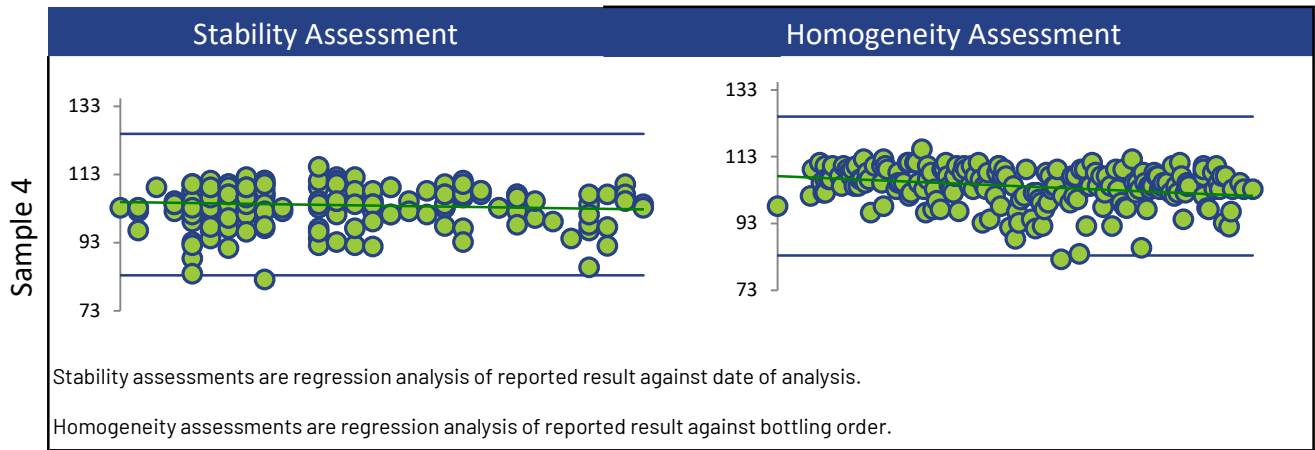 Stability Assessment
Homogeneity Assessment
Sample 4
133
113
93
73
133
113
93
73
Stability assessments are regression analysis of reported result against date of analysis.
Homogeneity assessments are regression analysis of reported result against bottling order.